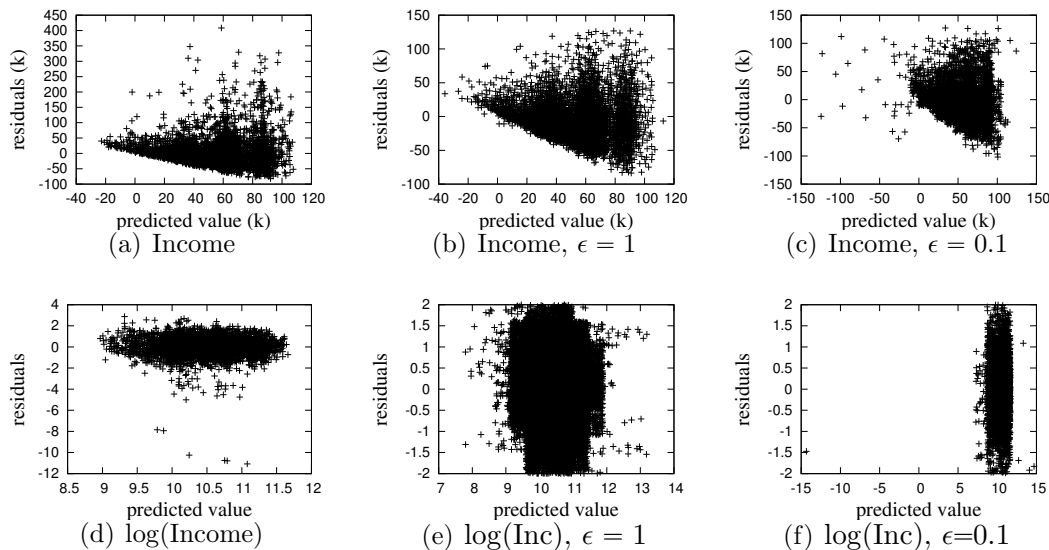 450
400
350
300
250
200
150
100
50
0
-50
-100
residuals (k)
-40 -20 0 20 40 60 80 100 120
predicted value (k)
(a) Income
150
100
50
0
-50
-100
residuals (k)
-40 -20 0 20 40 60 80 100 120
predicted value (k)
(b) Income, ϵ = 1
150
100
50
0
-50
-100
-150
residuals (k)
-150 -100 -50 0 50 100 150
predicted value (k)
(c) Income, ϵ = 0.1
4
2
0
-2
-4
-6
-8
-10
-12
residuals
8.5 9 9.5 10 10.5 11 11.5 12
predicted value
(d) log(Income)
2
1.5
1
0.5
0
-0.5
-1
-1.5
-2
residuals
7 8 9 10 11 12 13 14
predicted value
(e) log(Inc), ϵ = 1
2
1.5
1
0.5
0
-0.5
-1
-1.5
-2
residuals
-15 -10 -5 0 5 10 15
predicted value
(f) log(Inc), ϵ=0.1